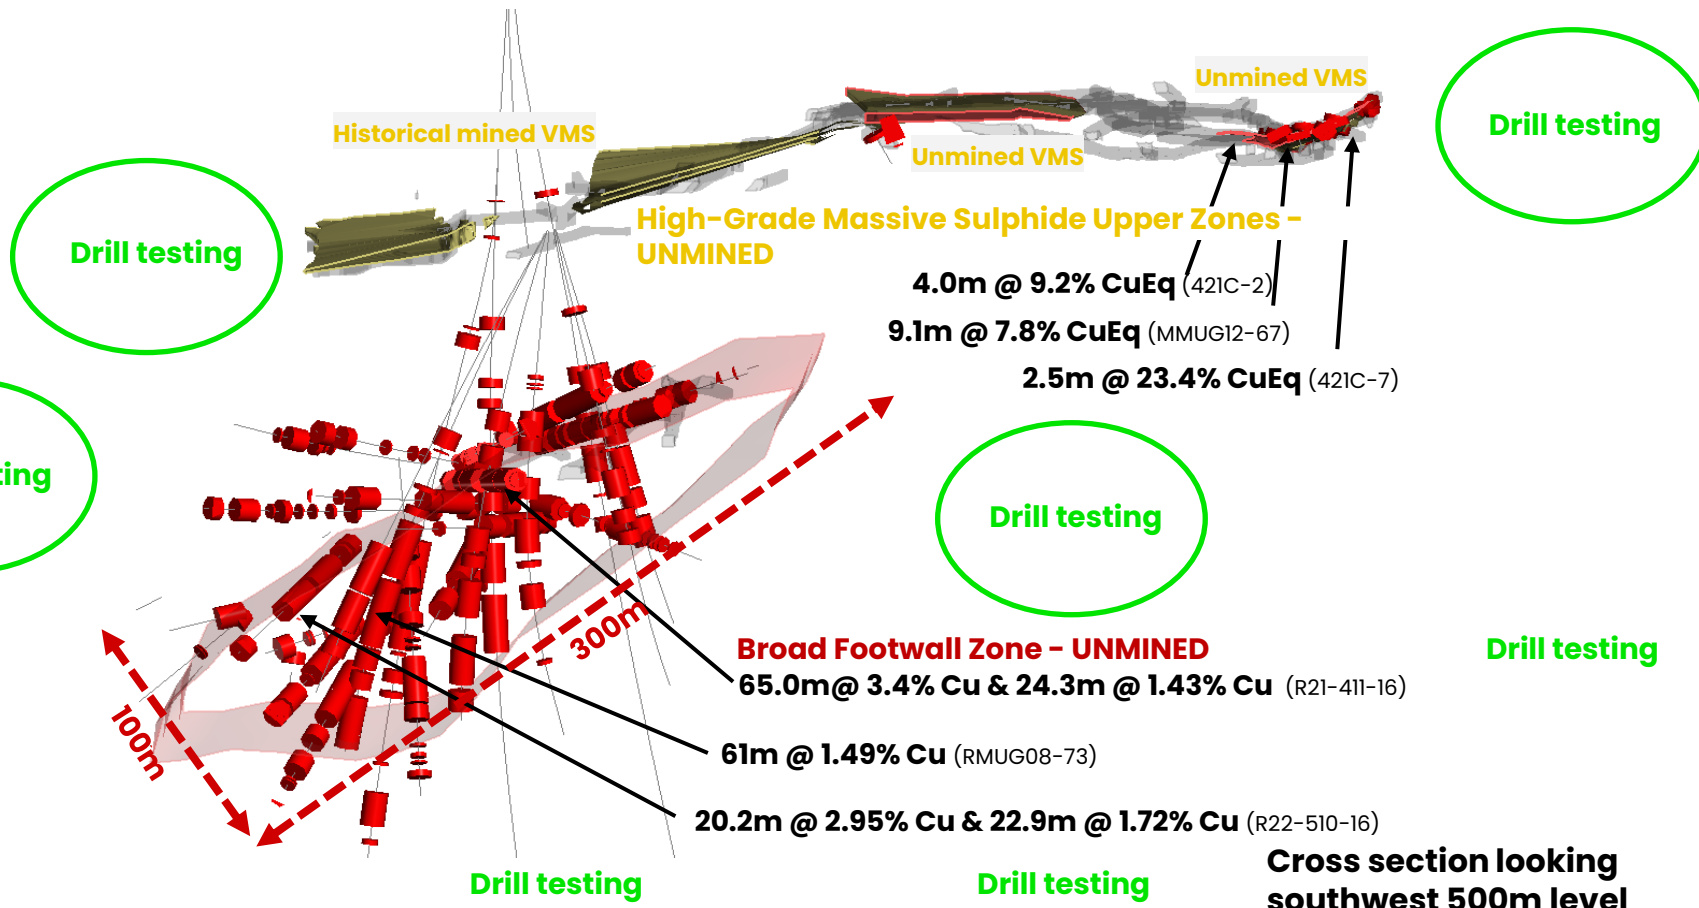 Unmined VMS
Drill testing
Historical mined VMS
Unmined VMS
High-Grade Massive Sulphide Upper Zones -
UNMINED
Drill testing
4.0m @ 9.2% CuEq (421C-2)
9.1m @ 7.8% CuEq (MMUG12-67)
2.5m @ 23.4% CuEq (421C-7)
ting
Drill testing
300m
Broad Footwall Zone - UNMINED
65.0m@ 3.4% Cu & 24.3m @ 1.43% Cu (R21-411-16)
Drill testing
100m
61m @ 1.49% Cu (RMUG08-73)
20.2m @ 2.95% Cu & 22.9m @ 1.72% Cu (R22-510-16)
Drill testing
Drill testing
Cross section looking
southwest 500m level